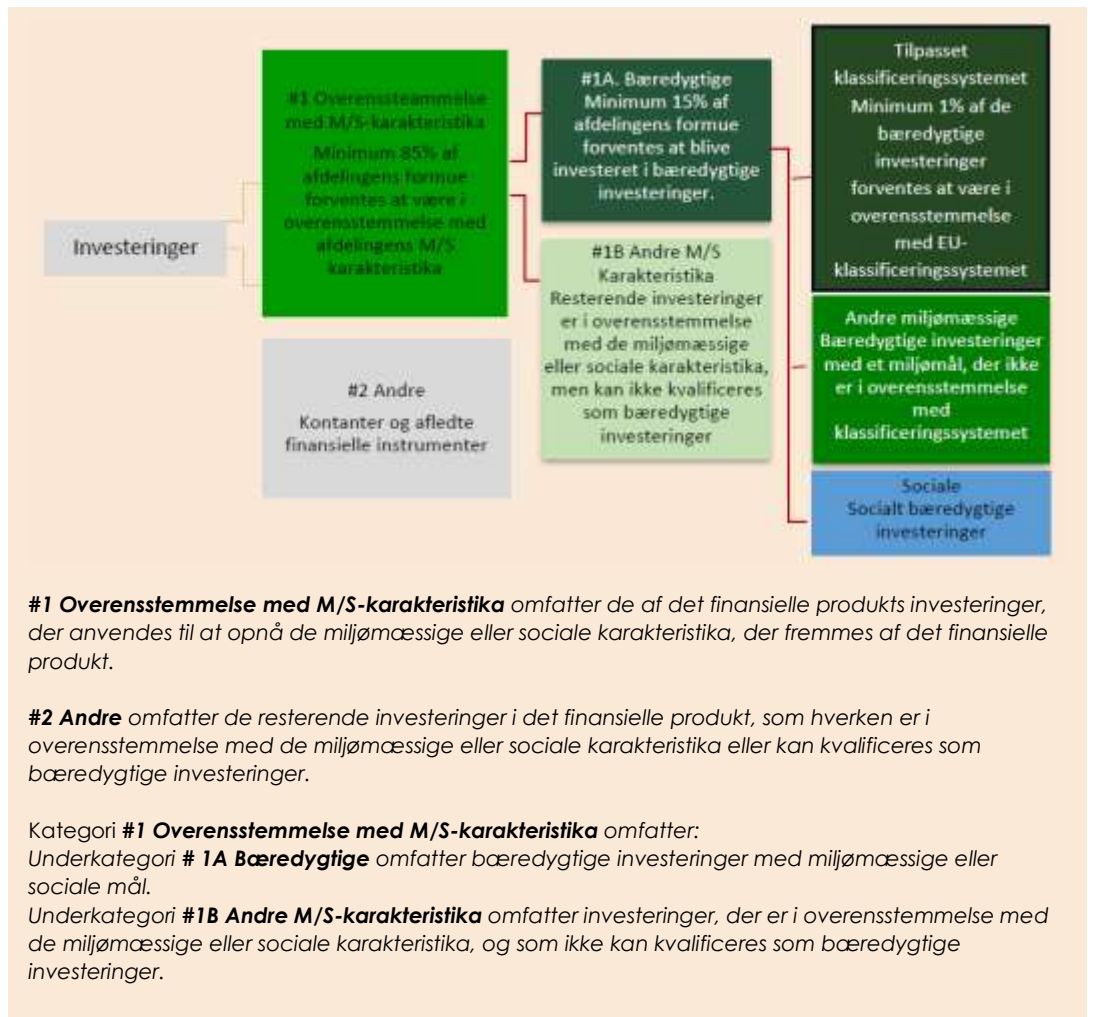 Investeringer
#1 Overenssteammelse
med M/S-karakteristika
Minimum 85% af
afdelingens formue
forventes at være i
overensstemmelse med
afdelingens M/S
karakteristika
#2 Andre
Kontanter og afledte
finansielle instrumenter
#1A. Bæredygtige
Minimum 15% af
afdelingens formue
forventes at blive
investeret i bæredygtige
investeringer.
#1B Andre M/S
Karakteristika
Resterende investeringer
er i overensstemmelse
med de miljømæssige
eller sociale karakteristika,
men kan ikke kvalificeres
som bæredygtige
investeringer
Tilpasset
klassificeringssystemet
Minimum 1% af de
bæredygtige
investeringer
forventes at være i
overensstemmelse
med EU-
klassificeringssystemet
Andre miljømæssige
Bæredygtige investeringer
med et miljømål, der ikke
er i overensstemmelse
med
klassificeringssystemet
Sociale
Socialt bæredygtige
investeringer
#1 Overensstemmelse med M/S-karakteristika omfatter de af det finansielle produkts investeringer,
der anvendes til at opnå de miljømæssige eller sociale karakteristika, der fremmes af det finansielle
produkt.
#2 Andre omfatter de resterende investeringer i det finansielle produkt, som hverken er i
overensstemmelse med de miljømæssige eller sociale karakteristika eller kan kvalificeres som
bæredygtige investeringer.
Kategori #1 Overensstemmelse med M/S-karakteristika omfatter:
Underkategori # 1A Bæredygtige omfatter bæredygtige investeringer med miljømæssige eller
sociale mål.
Underkategori #1B Andre M/S-karakteristika omfatter investeringer, der er i overensstemmelse med
de miljømæssige eller sociale karakteristika, og som ikke kan kvalificeres som bæredygtige
investeringer.